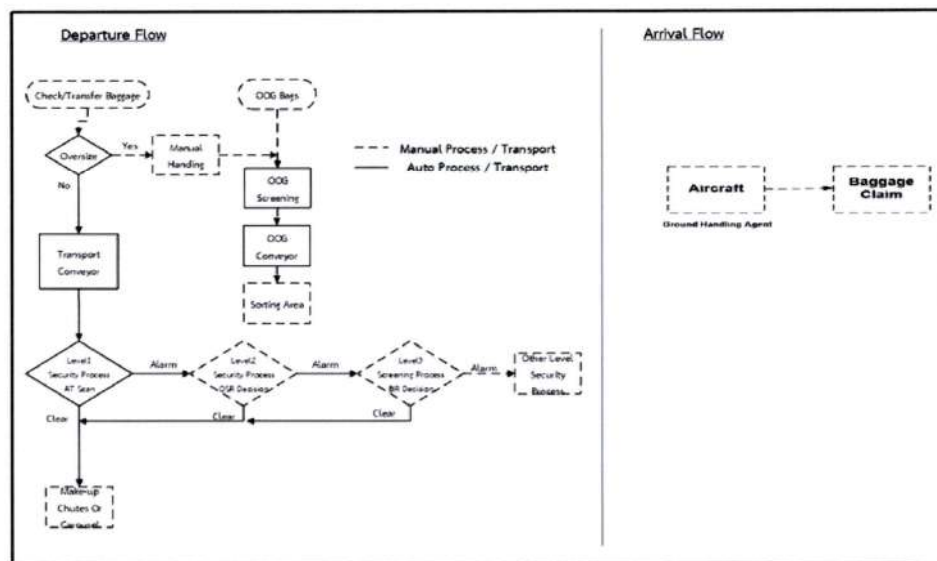 Departure Flow
Arrival Flow
Check/Transfer Baggage
OOG Bags
Oversize
Yes
Manual
Handing
No
Manual Process / Transport
Auto Process / Transport
OOG
Screening
OOG
Conveyor
Sorting Area
Transport
Conveyor
Level1
Security Process
AT Scan
Alarm
Level2
Security Process
OSR Decision
Alarm
Level3
Screening Process
BR Decision
Alarm
Other Level
Security
Process
Clear
Clear
Clear
Make-up
Chutes Or
Carousel
Aircraft
Baggage
Claim
Ground Handling Agent